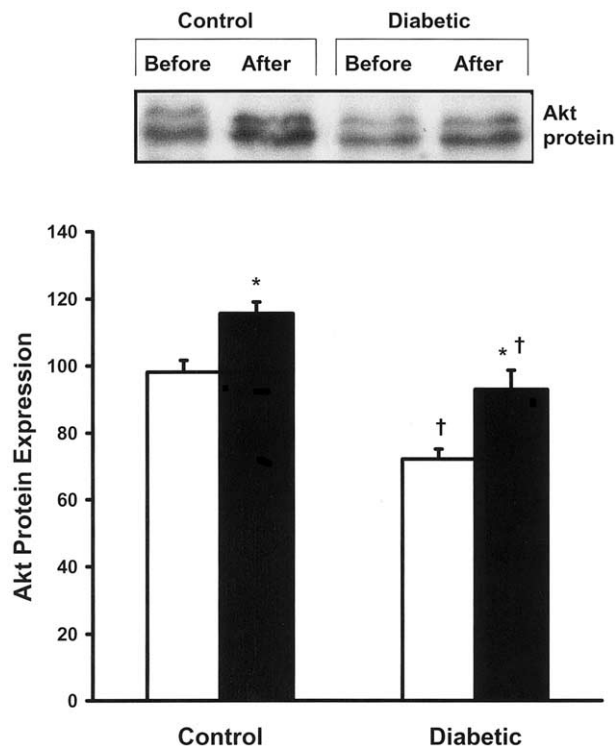 Control Diabetic
Before After Before After
Akt
protein
Akt Protein Expression
140
120
100
80
60
40
20
0
*
†
* †
Control Diabetic